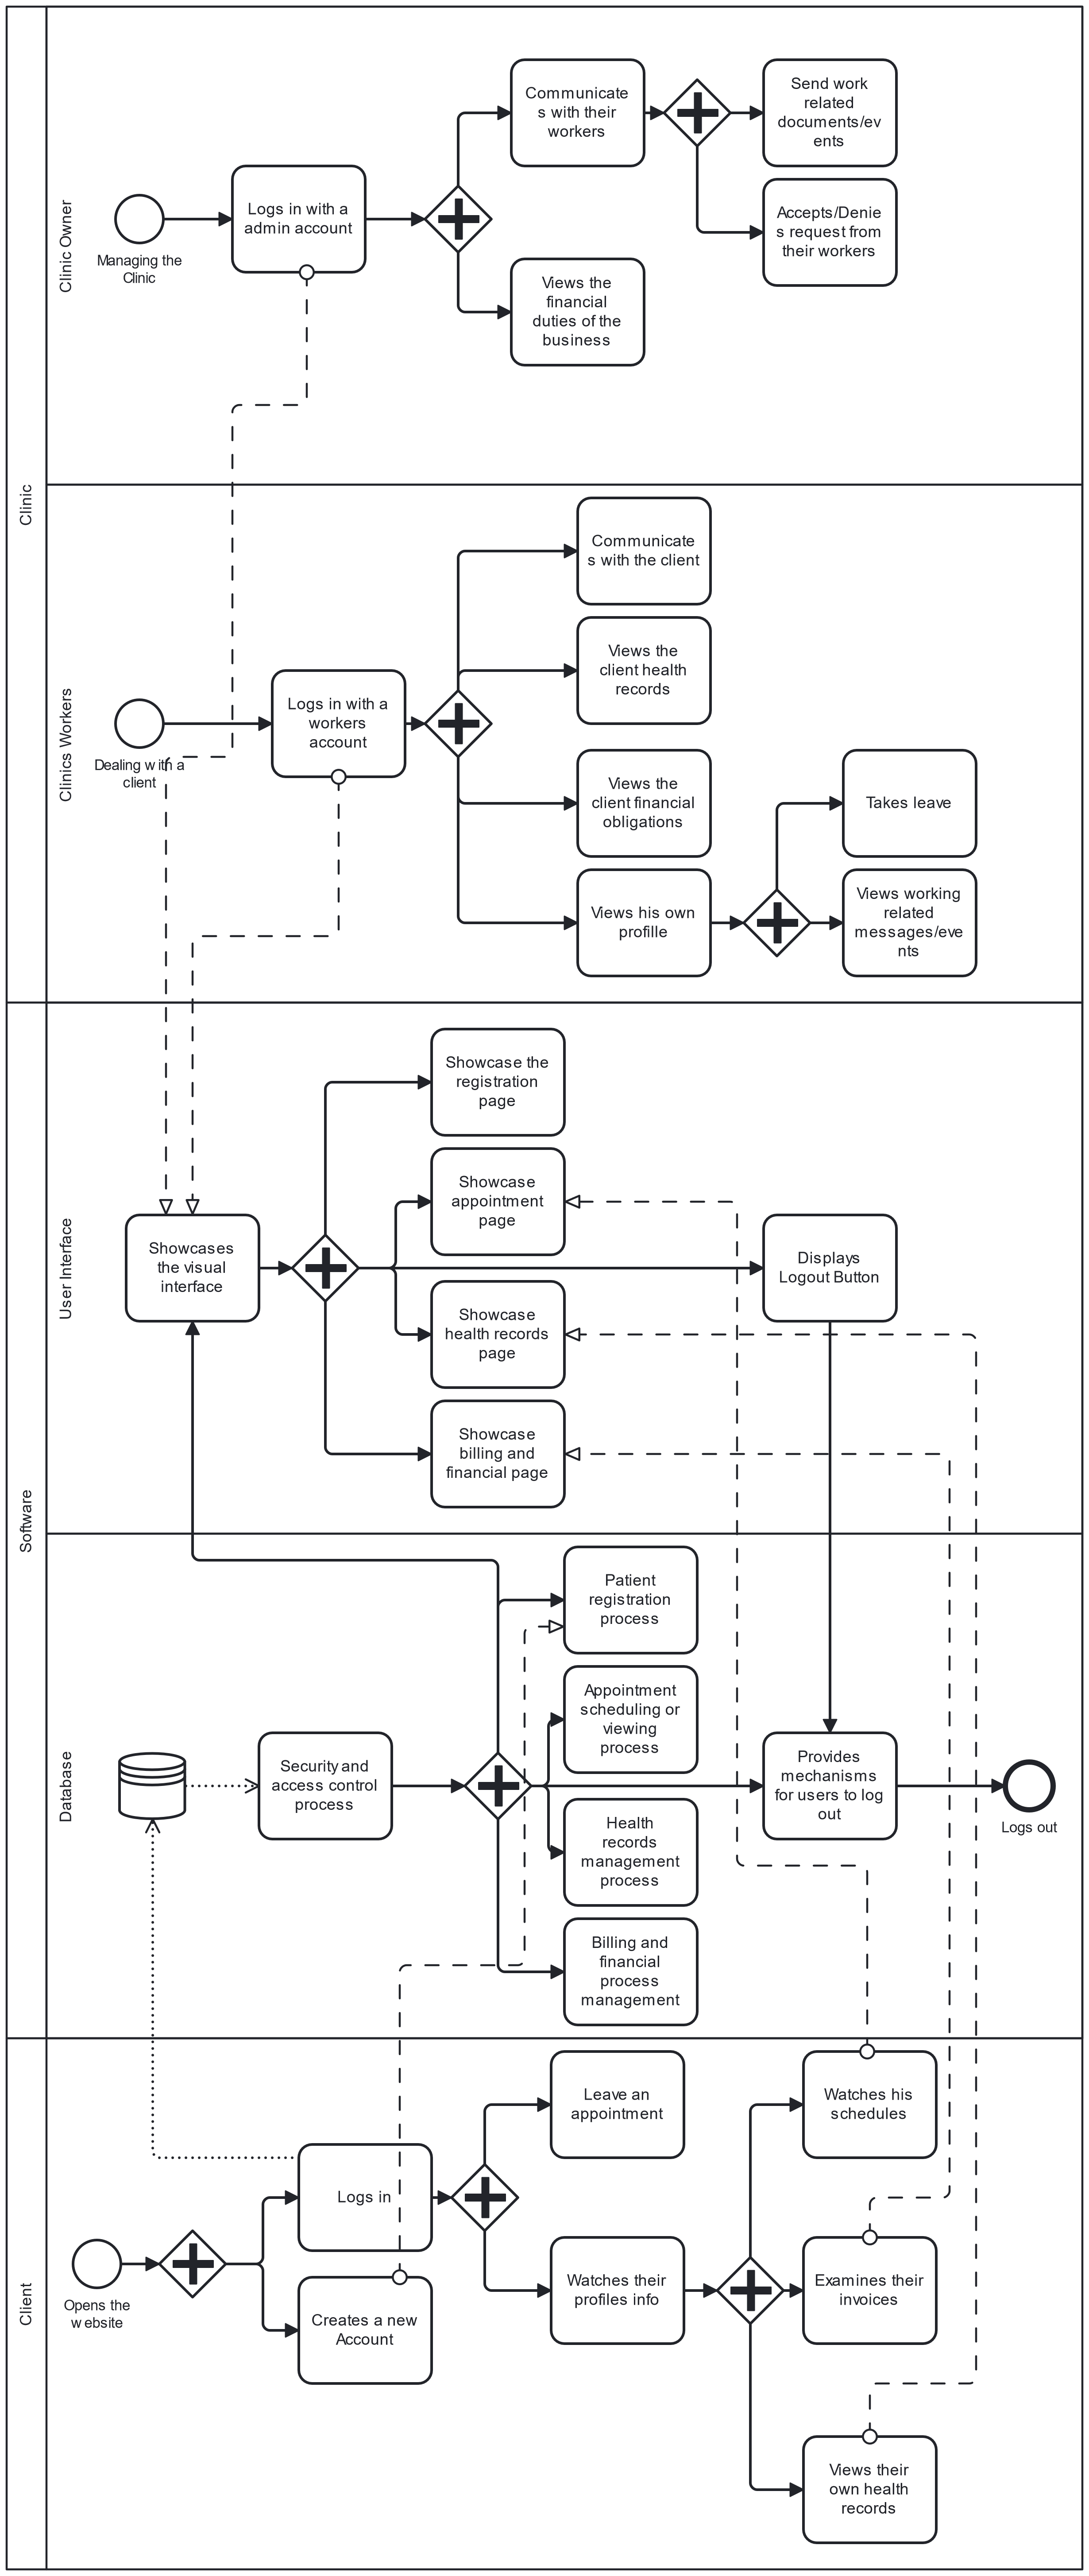 Clinic
Clinic Owner
Managing the
Clinic
Logs in with a
admin account
Communicate
s with their
workers
Send work
related
documents/ev
ents
Accepts/Denie
s request from
their workers
Views the
financial
duties of the
business
Clinics Workers
Dealing with a
client
Logs in with a
workers
account
Communicate
s with the client
Views the
client health
records
Views the
client financial
obligations
Views his own
profille
Takes leave
Views working
related
messages/eve
nts
Software
User Interface
Showcases
the visual
interface
Showcase the
registration
page
Showcase
appointment
page
Showcase
health records
page
Showcase
billing and
financial page
Displays
Logout Button
Database
Security and
access control
process
Patient
registration
process
Appointment
scheduling or
viewing
process
Health
records
management
process
Billing and
financial
process
management
Provides
mechanisms
for users to log
out
Logs out
Client
Opens the
website
Logs in
Creates a new
Account
Leave an
appointment
Watches their
profiles info
Watches his
schedules
Examines their
invoices
Views their
own health
records